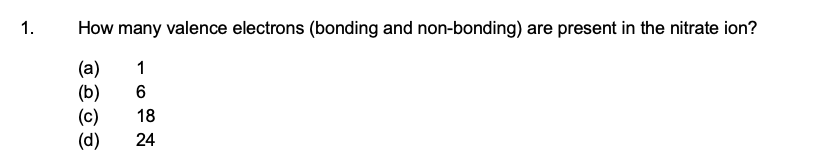 1. How many valence electrons (bonding and non-bonding) are present in the nitrate ion?
(a) 1
(b) 6
(c) 18
(d) 24